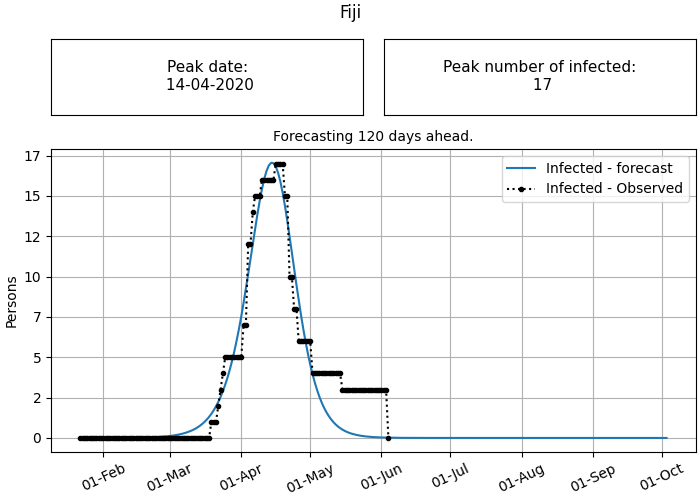 Fiji
Peak date:
14-04-2020
Peak number of infected:
17
Forecasting 120 days ahead.
Infected - forecast
Infected - Observed
Persons
17
15
12
10
7
5
2
0
01-Feb
01-Mar
01-Apr
01-May
01-Jun
01-Jul
01-Aug
01-Sep
01-Oct